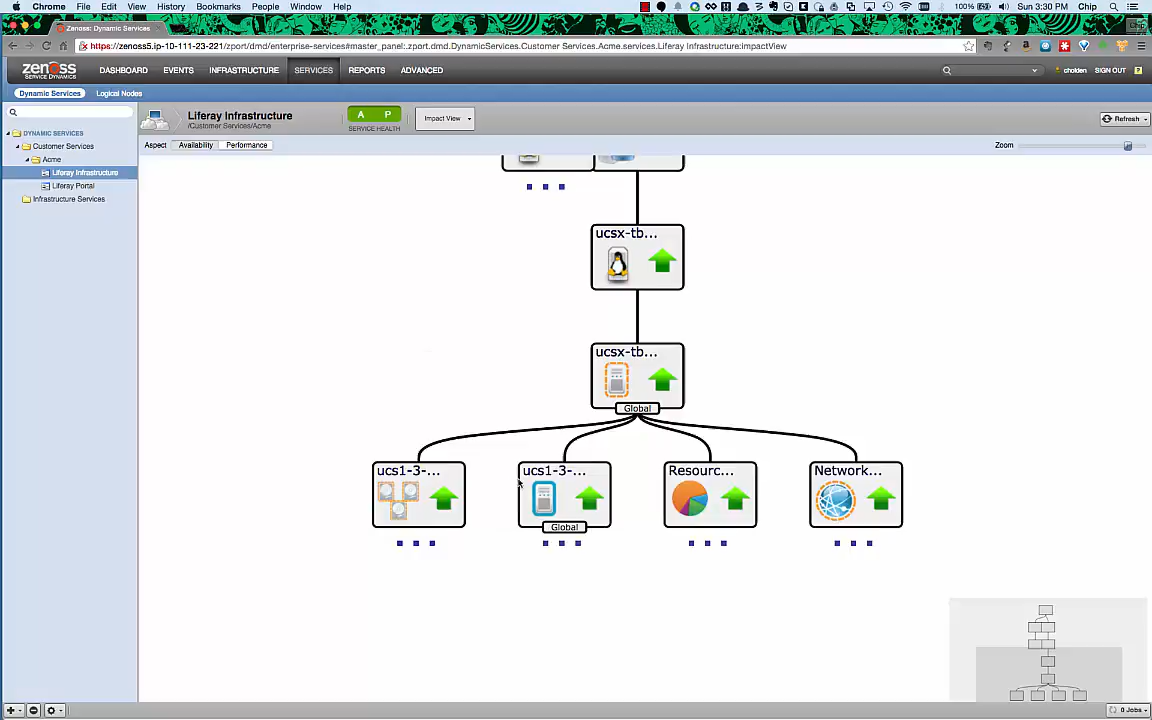 Chrome File Edit View History Bookmarks People Window Help
100% Sun 3:30 PM Chip
Zenoss: Dynamic Services
Chip
https://zenoss5.ip-10-111-23-221/zport/dmd/enterprise-services#master_panel:.zport.dmd.DynamicServices.Customer Services.Acme.services.Liferay Infrastructure:ImpactView
zenoss
SERVICE DYNAMICS
DASHBOARD EVENTS INFRASTRUCTURE SERVICES REPORTS ADVANCED
cholden SIGN OUT ?
Dynamic Services Logical Nodes
DYNAMIC SERVICES
Customer Services
Acme
Liferay Infrastructure
Liferay Portal
Infrastructure Services
Liferay Infrastructure
/Customer Services/Acme
A P
SERVICE HEALTH
Impact View
Refresh
Aspect Availability Performance
Zoom
ucsx-tb...
ucsx-tb...
Global
ucs1-3-...
ucs1-3-...
Resourc...
Network...
Global
0 Jobs